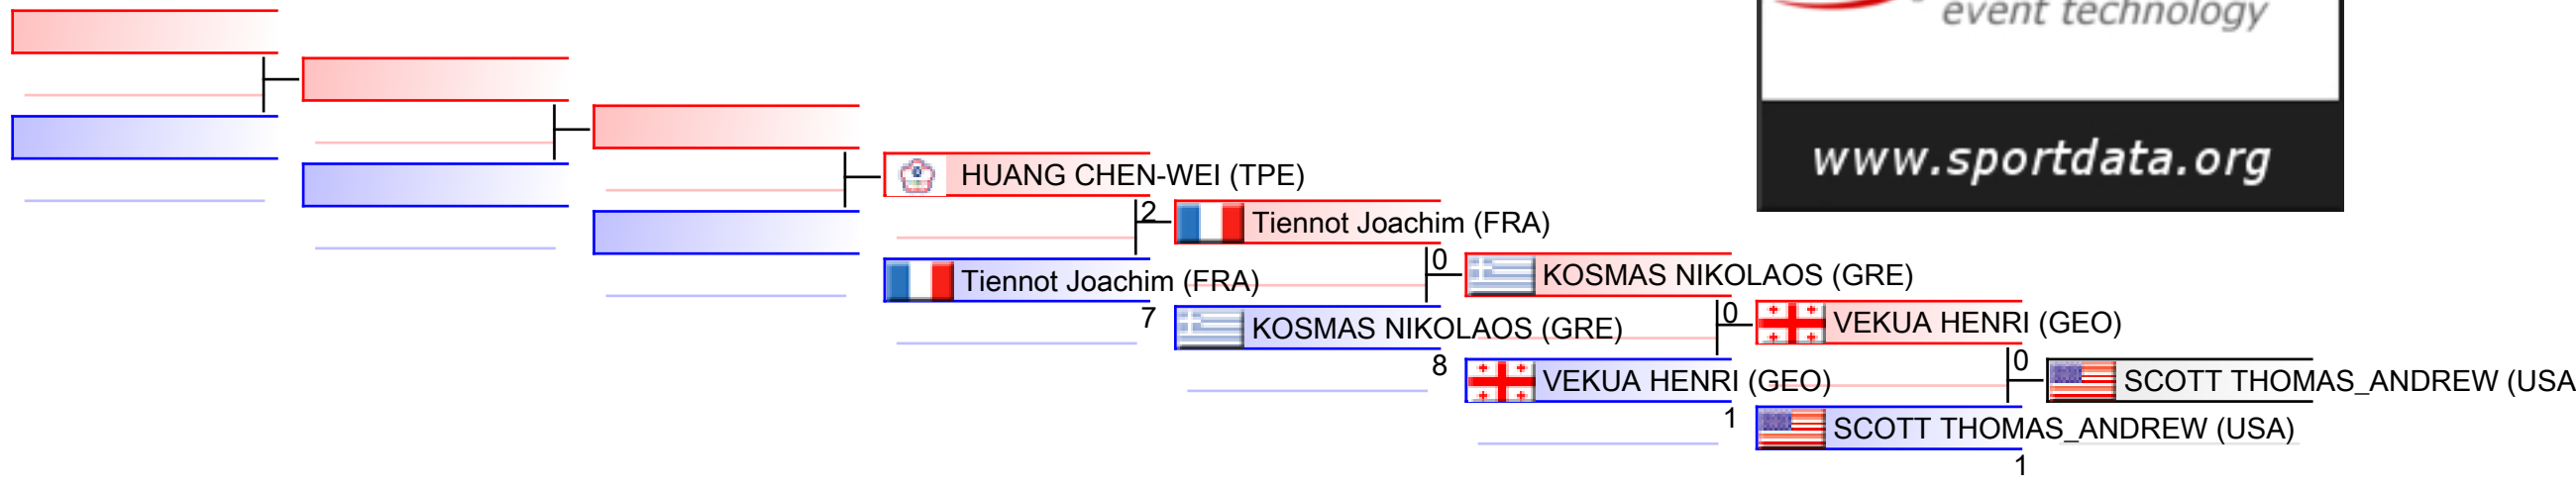 event technology
www.sportdata.org
HUANG CHEN-WEI (TPE)
2
Tiennot Joachim (FRA)
Tiennot Joachim (FRA)
7
0
KOSMAS NIKOLAOS (GRE)
KOSMAS NIKOLAOS (GRE)
8
0
VEKUA HENRI (GEO)
VEKUA HENRI (GEO)
1
0
SCOTT THOMAS_ANDREW (USA
SCOTT THOMAS_ANDREW (USA)
1